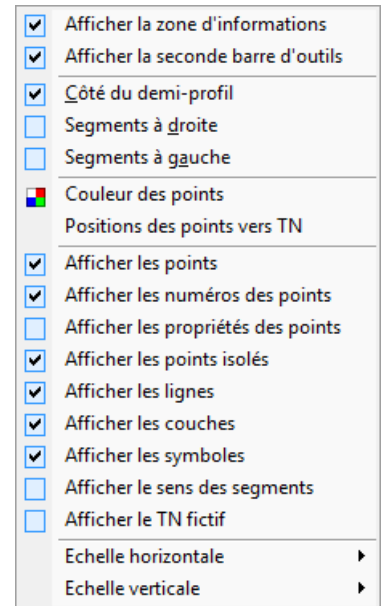 Afficher la zone d'informations
Afficher la seconde barre d'outils
Côté du demi-profil
Segments à droite
Segments à gauche
Couleur des points
Positions des points vers TN
Afficher les points
Afficher les numéros des points
Afficher les propriétés des points
Afficher les points isolés
Afficher les lignes
Afficher les couches
Afficher les symboles
Afficher le sens des segments
Afficher le TN fictif
Echelle horizontale
Echelle verticale